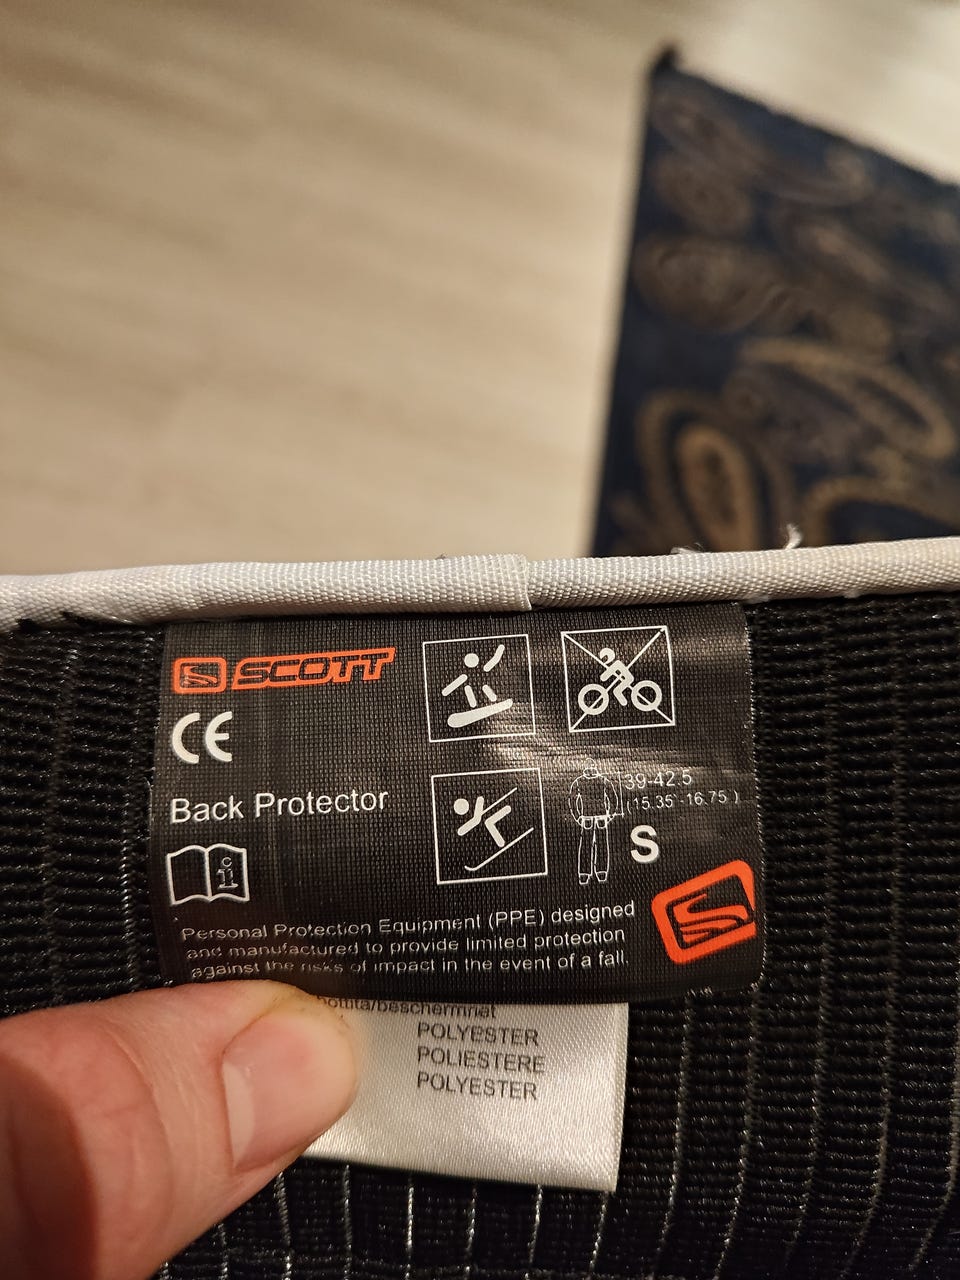 SCOTT
CE
Back Protector
i
39-42.5
(15.35"-16.75")
S
Personal Protection Equipment (PPE) designed
and manufactured to provide limited protection
against the risks of impact in the event of a fall.
POLYESTER
POLIESTERE
POLYESTER